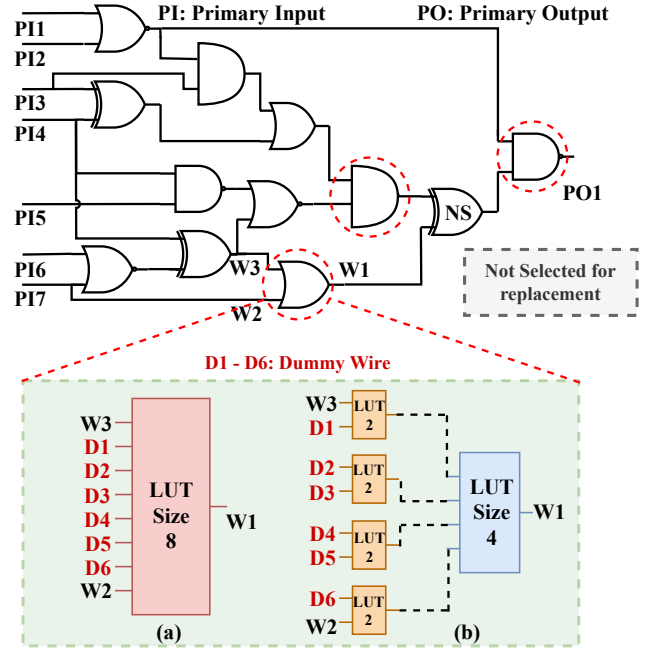 PI: Primary Input
PO: Primary Output
PI1
PI2
PI3
PI4
PI5
PI6
PI7
NS
PO1
W3
W1
W2
Not Selected for
replacement
D1 - D6: Dummy Wire
W3
D1
D2
D3
D4
D5
D6
W2
LUT
Size
8
W1
(a)
W3
D1
LUT
2
D2
D3
LUT
2
D4
D5
LUT
2
D6
W2
LUT
2
LUT
Size
4
W1
(b)